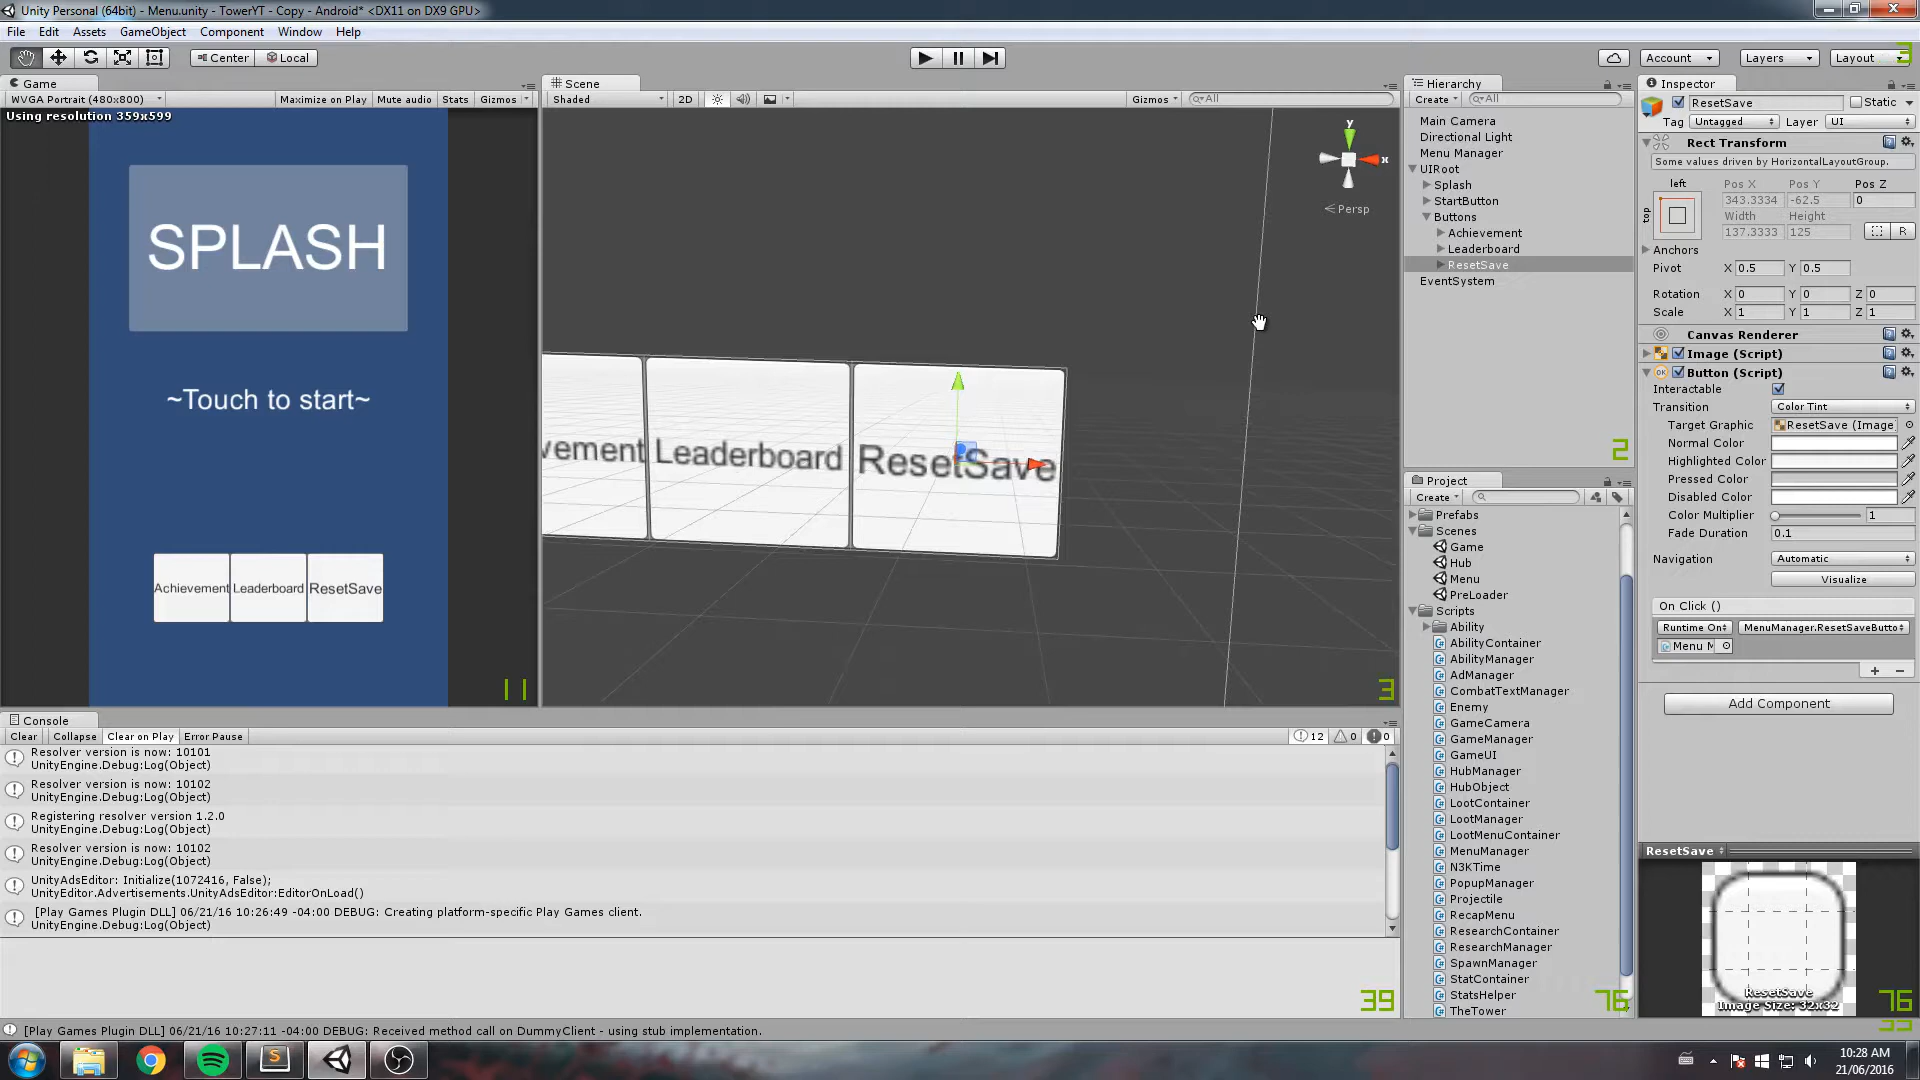 Unity Personal (64bit) - Menu.unity - TowerYT - Copy - Android* <DX11 on DX9 GPU>
File Edit Assets GameObject Component Window Help
Center Local
Account Layers Layout
3
Game
WVGA Portrait (480x800) Maximize on Play Mute audio Stats Gizmos
Using resolution 359x599
SPLASH
~Touch to start~
Achievement Leaderboard ResetSave
11
Scene
Shaded 2D Gizmos All
y
x
Persp
vement Leaderboard ResetSave
3
Hierarchy
Create All
Main Camera
Directional Light
Menu Manager
UIRoot
Splash
StartButton
Buttons
Achievement
Leaderboard
ResetSave
EventSystem
2
Project
Create
Prefabs
Scenes
Game
Hub
Menu
PreLoader
Scripts
Ability
AbilityContainer
AbilityManager
AdManager
CombatTextManager
Enemy
GameCamera
GameManager
GameUI
HubManager
HubObject
LootContainer
LootManager
LootMenuContainer
MenuManager
N3KTime
PopupManager
Projectile
RecapMenu
ResearchContainer
ResearchManager
SpawnManager
StatContainer
StatsHelper
TheTower
76
Inspector
ResetSave Static
Tag Untagged Layer UI
Rect Transform
Some values driven by HorizontalLayoutGroup.
left Pos X Pos Y Pos Z
top 343.3334 -62.5 0
Width Height
137.3333 125 R
Anchors
Pivot X 0.5 Y 0.5
Rotation X 0 Y 0 Z 0
Scale X 1 Y 1 Z 1
Canvas Renderer
Image (Script)
Button (Script)
Interactable
Transition Color Tint
Target Graphic ResetSave (Image
Normal Color
Highlighted Color
Pressed Color
Disabled Color
Color Multiplier 1
Fade Duration 0.1
Navigation Automatic
Visualize
On Click ()
Runtime On MenuManager.ResetSaveButto
Menu M
+ −
Add Component
ResetSave
ResetSave
Image Size: 32x32
76
Console
Clear Collapse Clear on Play Error Pause 12 0 0
Resolver version is now: 10101
UnityEngine.Debug:Log(Object)
Resolver version is now: 10102
UnityEngine.Debug:Log(Object)
Registering resolver version 1.2.0
UnityEngine.Debug:Log(Object)
Resolver version is now: 10102
UnityEngine.Debug:Log(Object)
UnityAdsEditor: Initialize(1072416, False);
UnityEditor.Advertisements.UnityAdsEditor:EditorOnLoad()
[Play Games Plugin DLL] 06/21/16 10:26:49 -04:00 DEBUG: Creating platform-specific Play Games client.
UnityEngine.Debug:Log(Object)
39
[Play Games Plugin DLL] 06/21/16 10:27:11 -04:00 DEBUG: Received method call on DummyClient - using stub implementation.
10:28 AM
21/06/2016